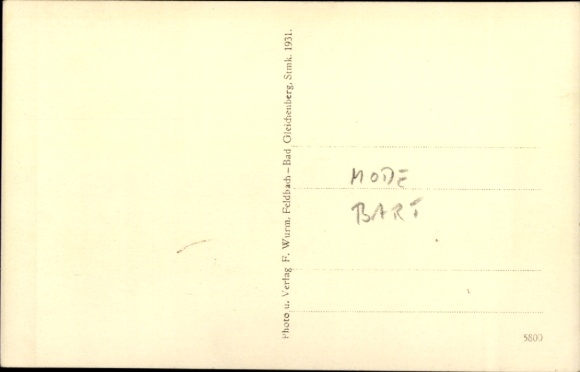 Photo u. Verlag F. Wurm, Feldbach - Bad Gleichenberg, Stmk. 1931.
MODE
BART
5800